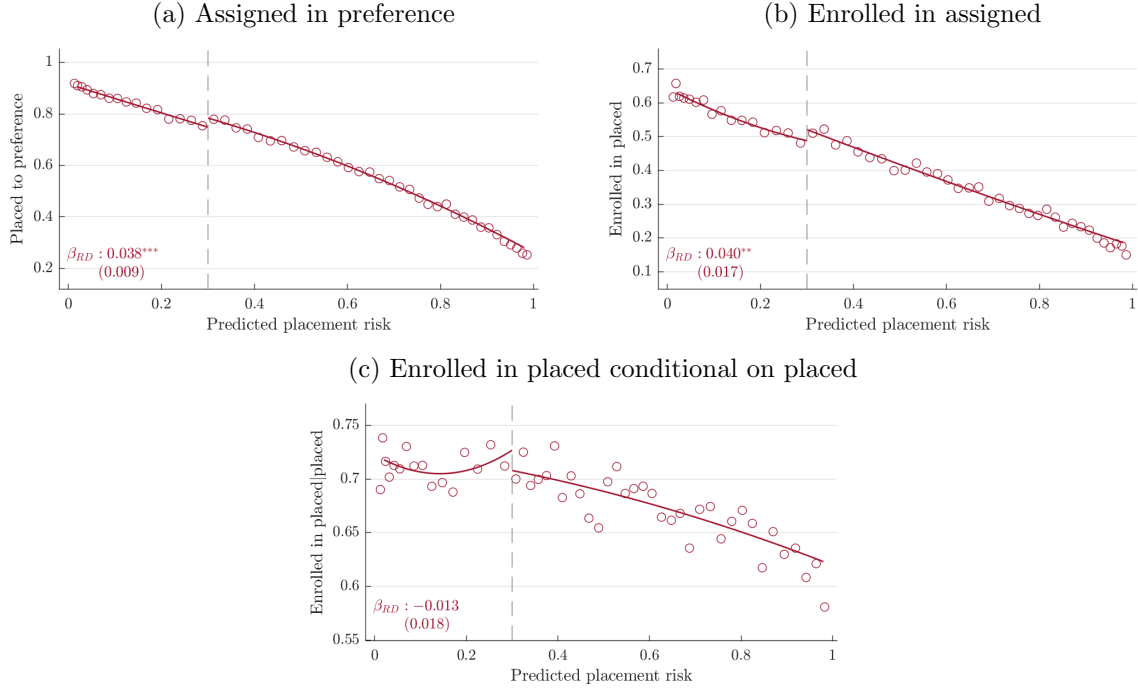 (a) Assigned in preference
Placed to preference
1
0.8
0.6
0.4
0.2
β_RD : 0.038***
(0.009)
0 0.2 0.4 0.6 0.8 1
Predicted placement risk
(b) Enrolled in assigned
Enrolled in placed
0.7
0.6
0.5
0.4
0.3
0.2
0.1
β_RD : 0.040**
(0.017)
0 0.2 0.4 0.6 0.8 1
Predicted placement risk
(c) Enrolled in placed conditional on placed
Enrolled in placed|placed
0.75
0.7
0.65
0.6
0.55
β_RD : −0.013
(0.018)
0 0.2 0.4 0.6 0.8 1
Predicted placement risk